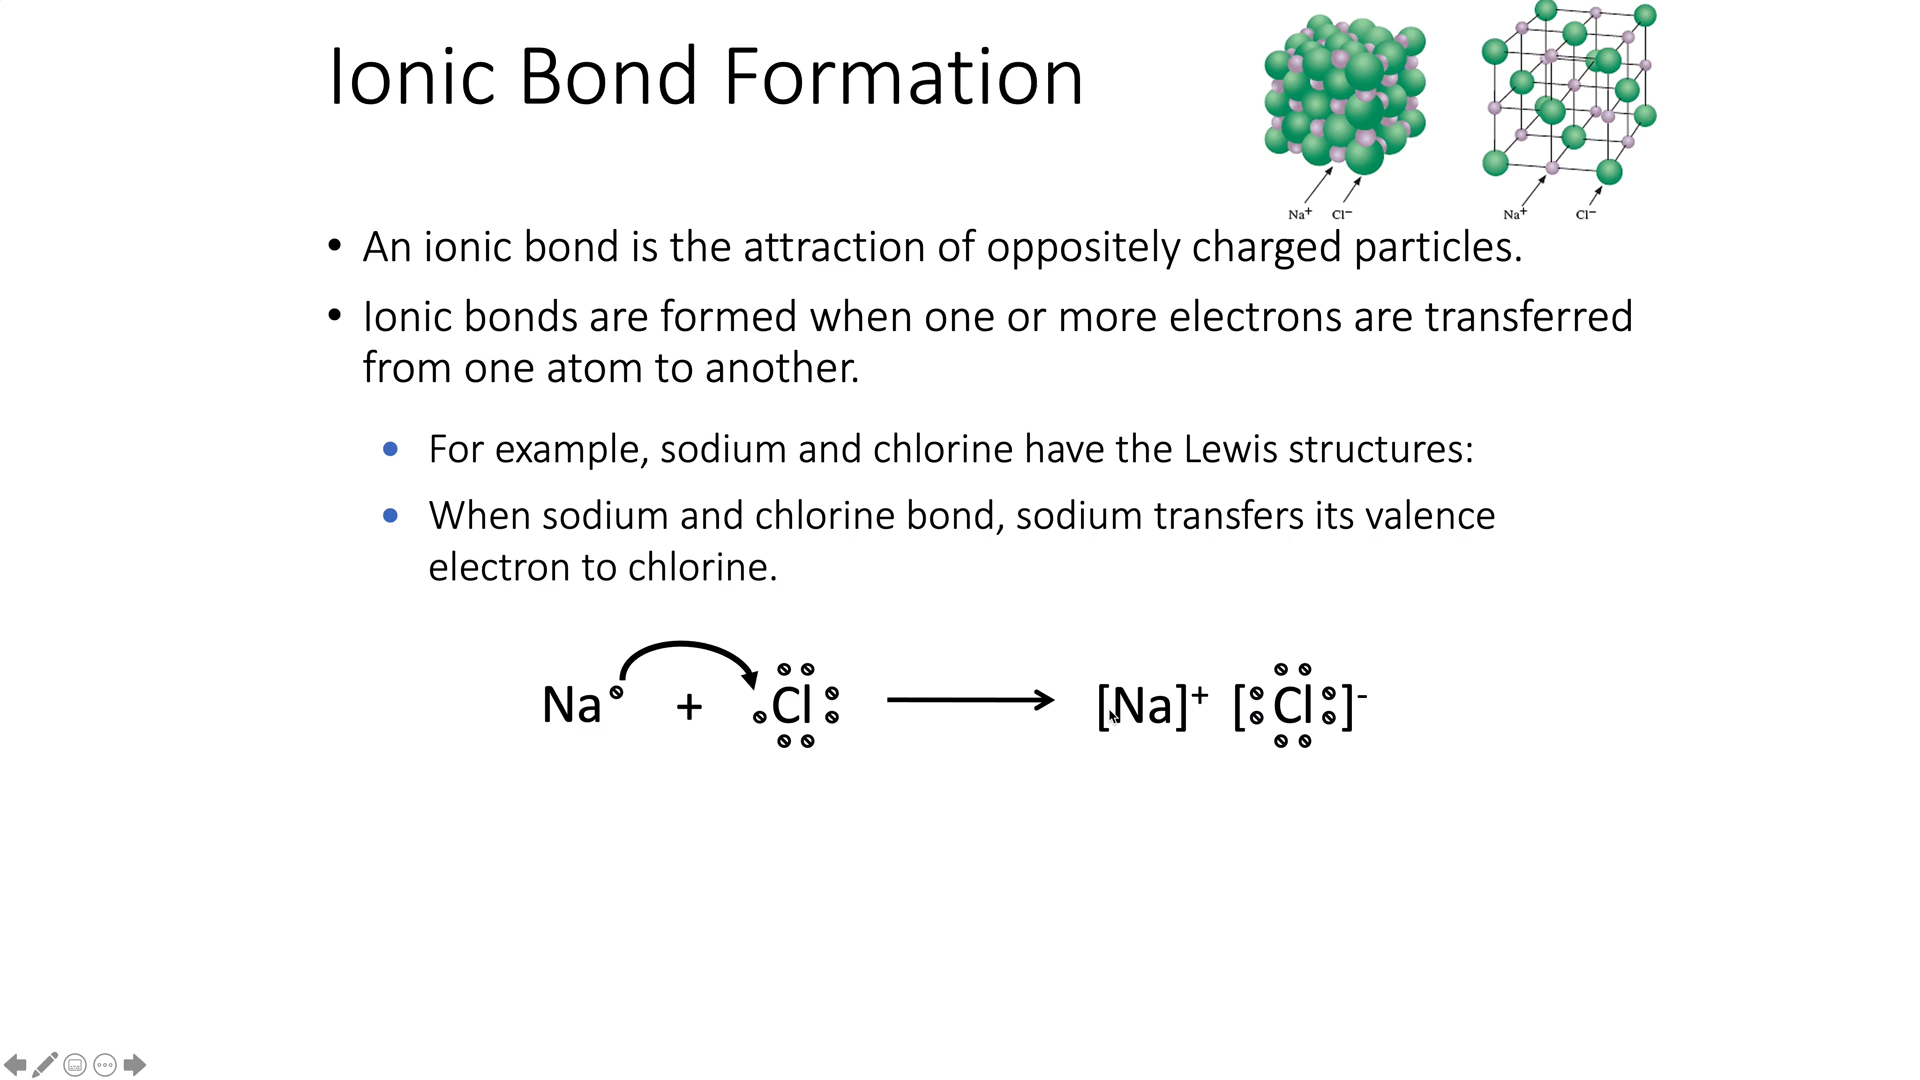 Ionic Bond Formation
Na+ Cl−
Na+ Cl−
• An ionic bond is the attraction of oppositely charged particles.
• Ionic bonds are formed when one or more electrons are transferred
from one atom to another.
• For example, sodium and chlorine have the Lewis structures:
• When sodium and chlorine bond, sodium transfers its valence
electron to chlorine.
Na + Cl [Na]+ [Cl]-